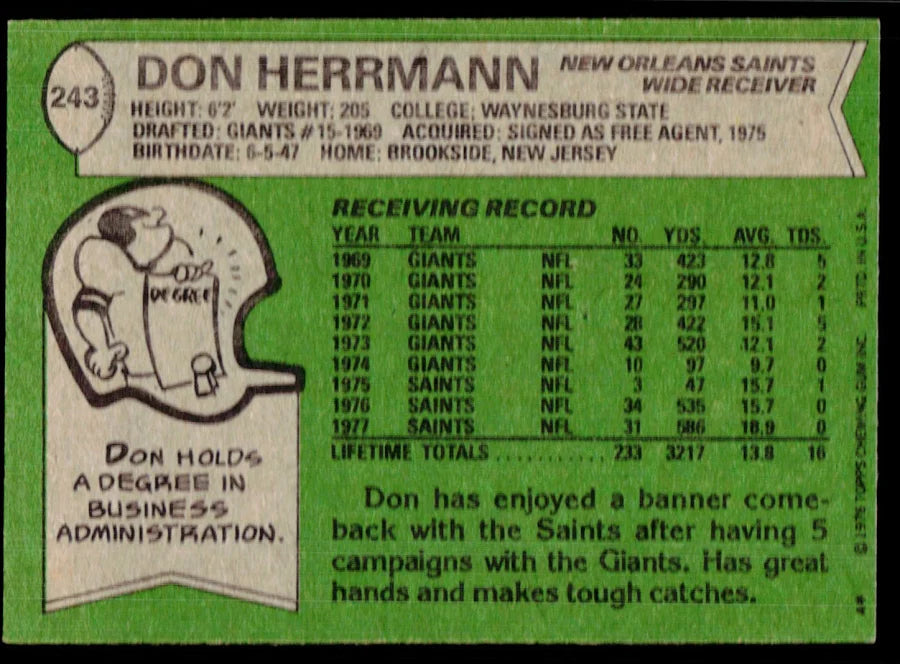 243
DON HERRMANN
NEW ORLEANS SAINTS
WIDE RECEIVER
HEIGHT: 6'2' WEIGHT: 205 COLLEGE: WAYNESBURG STATE
DRAFTED: GIANTS #15-1969 ACQUIRED: SIGNED AS FREE AGENT, 1975
BIRTHDATE: 6-5-47 HOME: BROOKSIDE, NEW JERSEY
DEGREE
DON HOLDS
A DEGREE IN
BUSINESS
ADMINISTRATION.
RECEIVING RECORD
YEAR TEAM NO. YDS. AVG. TDS.
1969 GIANTS NFL 33 423 12.8 5
1970 GIANTS NFL 24 290 12.1 2
1971 GIANTS NFL 27 297 11.0 1
1972 GIANTS NFL 28 422 15.1 5
1973 GIANTS NFL 43 520 12.1 2
1974 GIANTS NFL 10 97 9.7 0
1975 SAINTS NFL 3 47 15.7 1
1976 SAINTS NFL 34 535 15.7 0
1977 SAINTS NFL 31 586 18.9 0
LIFETIME TOTALS ........... 233 3217 13.8 16
Don has enjoyed a banner come-
back with the Saints after having 5
campaigns with the Giants. Has great
hands and makes tough catches.
© 1978 TOPPS CHEWING GUM INC. PRTD. IN U.S.A.